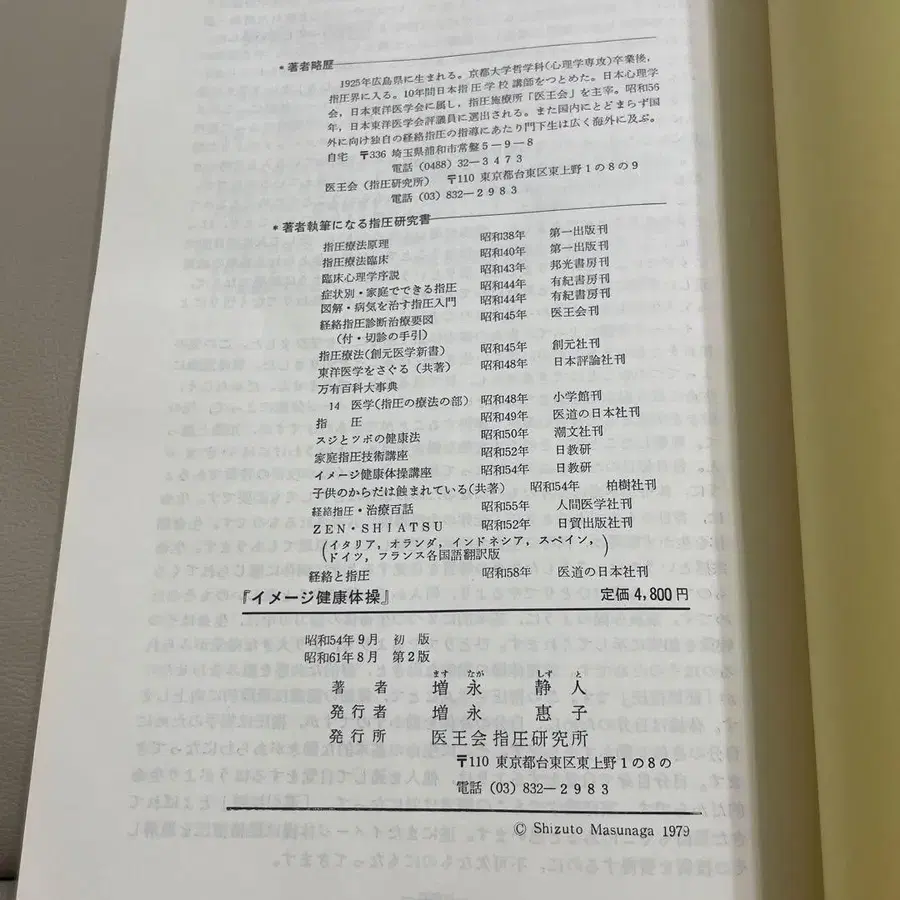 *著者略歴
1925年広島県に生まれる。京都大学哲学科(心理学専攻)卒業後,
指圧界に入る。10年間日本指圧学校講師をつとめた。日本心理学
会,日本東洋医学会に属し,指圧施療所「医王会」を主宰。昭和56
年,日本東洋医学会評議員に選出される。また国内にとどまらず国
外に向け独自の経絡指圧の指導にあたり門下生は広く海外に及ぶ。
自宅 〒336 埼玉県浦和市常盤5-9-8
電話 (0488) 32-3473
医王会 (指圧研究所) 〒110 東京都台東区東上野1の8の9
電話 (03) 832-2983
*著者執筆になる指圧研究書
指圧療法原理 昭和38年 第一出版刊
指圧療法臨床 昭和40年 第一出版刊
臨床心理学序説 昭和43年 邦光書房刊
症状別・家庭でできる指圧 昭和44年 有紀書房刊
図解・病気を治す指圧入門 昭和44年 有紀書房刊
経絡指圧診断治療要図 昭和45年 医王会刊
(付・切診の手引)
指圧療法(創元医学新書) 昭和45年 創元社刊
東洋医学をさぐる (共著) 昭和48年 日本評論社刊
万有百科大事典
14 医学(指圧の療法の部) 昭和48年 小学館刊
指 圧 昭和49年 医道の日本社刊
スジとツボの健康法 昭和50年 潮文社刊
家庭指圧技術講座 昭和52年 日教研
イメージ健康体操講座 昭和54年 日教研
子供のからだは蝕まれている(共著) 昭和54年 柏樹社刊
経絡指圧・治療百話 昭和55年 人間医学社刊
ZEN・SHIATSU 昭和52年 日貿出版社刊
(イタリア,オランダ,インドネシア,スペイン,
ドイツ,フランス各国語翻訳版)
経絡と指圧 昭和58年 医道の日本社刊
『イメージ健康体操』 定価 4,800円
昭和54年9月 初 版
昭和61年8月 第2版
ます なが しず と
著 者 増 永 静 人
発行者 増 永 惠 子
発行所 医王会指圧研究所
〒110 東京都台東区東上野1の8の
電話 (03) 832-2983
© Shizuto Masunaga 1979